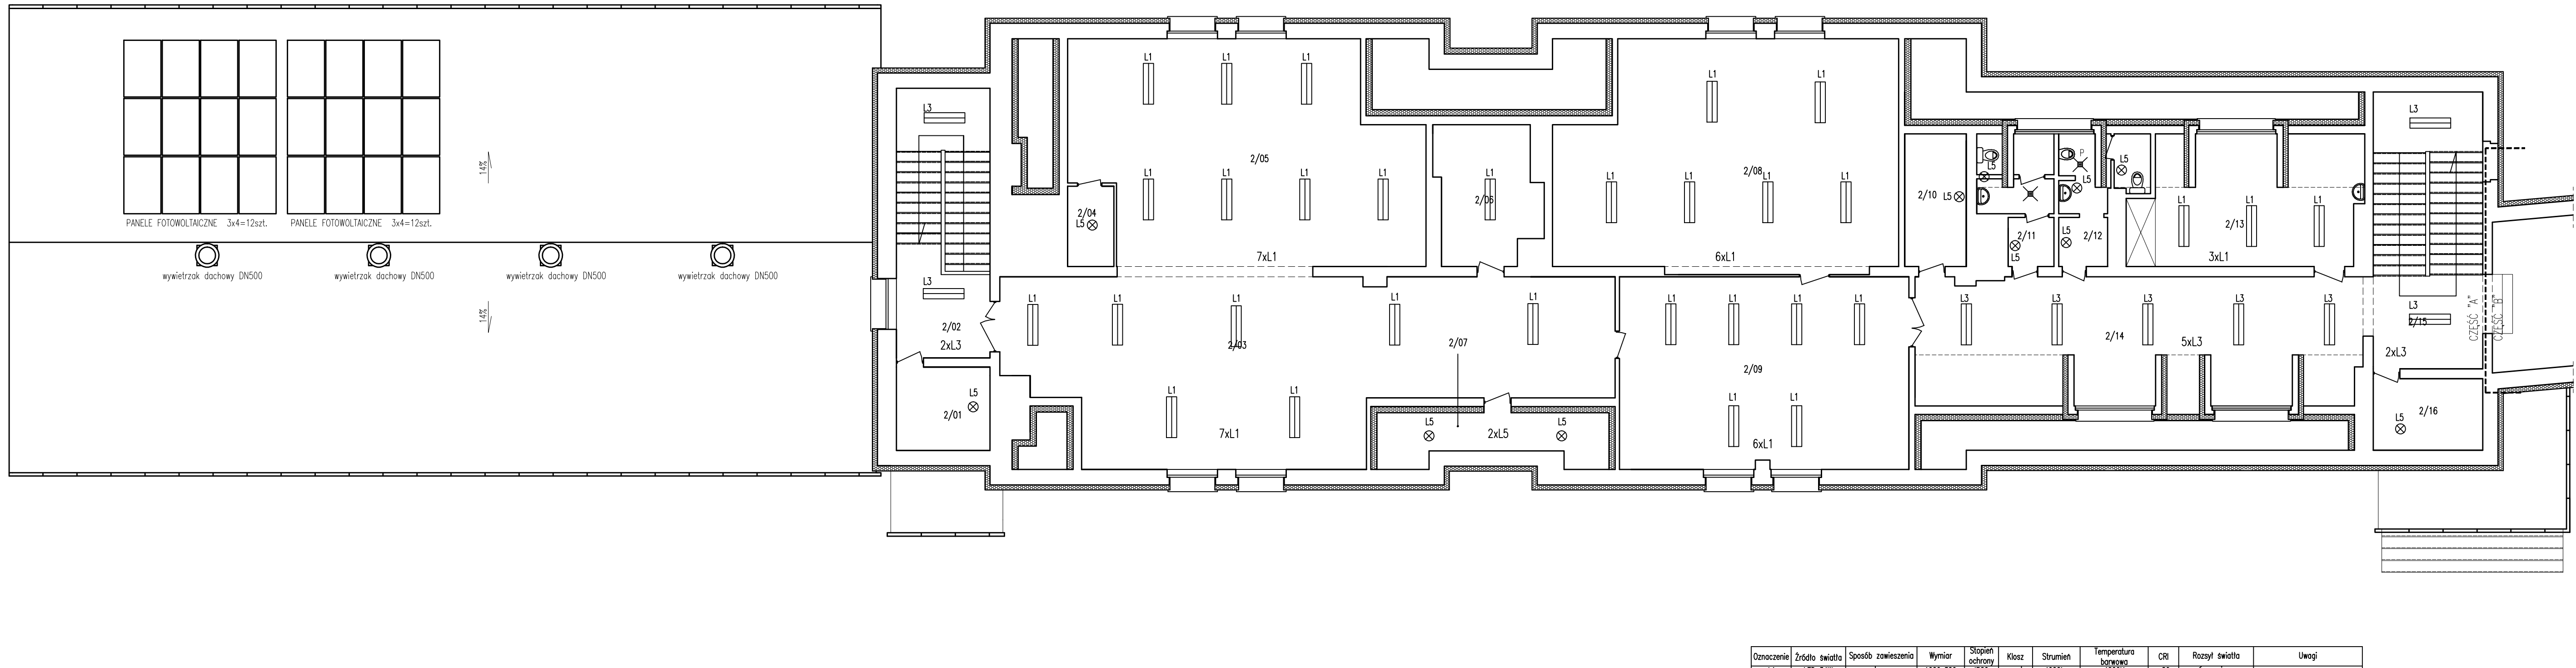 PANELE FOTOWOLTAICZNE 3x4=12szt.
PANELE FOTOWOLTAICZNE 3x4=12szt.
14%
14%
wywietrzak dachowy DN500
wywietrzak dachowy DN500
wywietrzak dachowy DN500
wywietrzak dachowy DN500
L3
L3
2/02
2xL3
L5
2/01
L1
L1
L1
2/05
L1
L1
L1
L1
2/04
L5
7xL1
L1
2/06
L1
L1
L1
2/03
L1
L1
2/07
L1
L1
7xL1
L5
2xL5
L5
L1
L1
2/08
L1
L1
L1
L1
6xL1
L1
L1
L1
L1
2/09
L1
L1
6xL1
2/10
L5
L5
P
L5
L5
2/11
L5
L5
2/12
L1
L1
L1
2/13
3xL1
L3
L3
L3
L3
L3
2/14
5xL3
L3
L3
2/15
2xL3
L5
2/16
CZĘŚĆ "A"
CZĘŚĆ "B"
Oznaczenie Źródło światła Sposób zawieszenia Wymiar Stopień ochrony Klosz Strumień Temperatura barwowa CRI Rozsył światła Uwagi